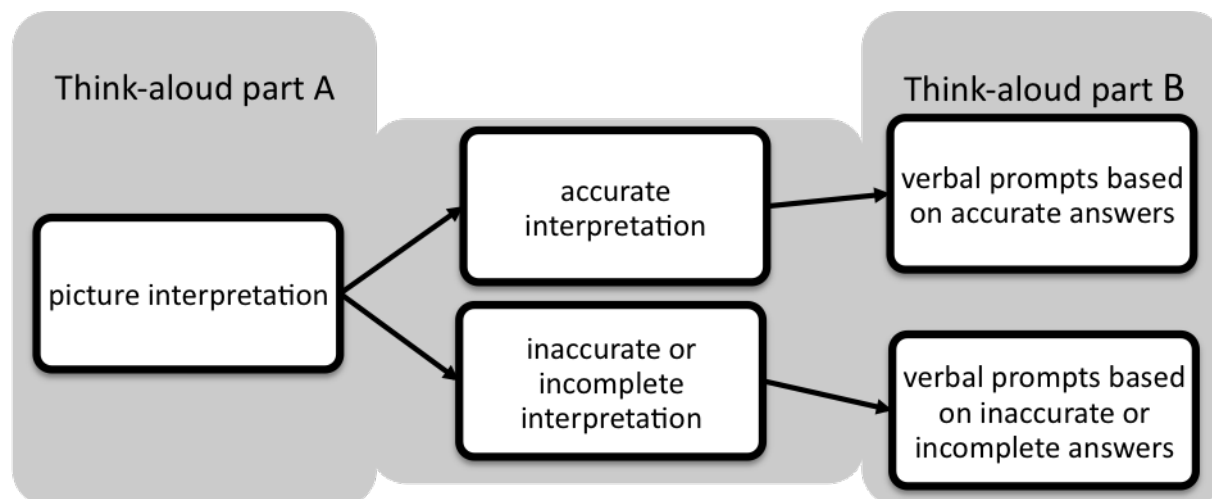 Think-aloud part A
picture interpretation
accurate
interpretation
inaccurate or
incomplete
interpretation
Think-aloud part B
verbal prompts based
on accurate answers
verbal prompts based
on inaccurate or
incomplete answers